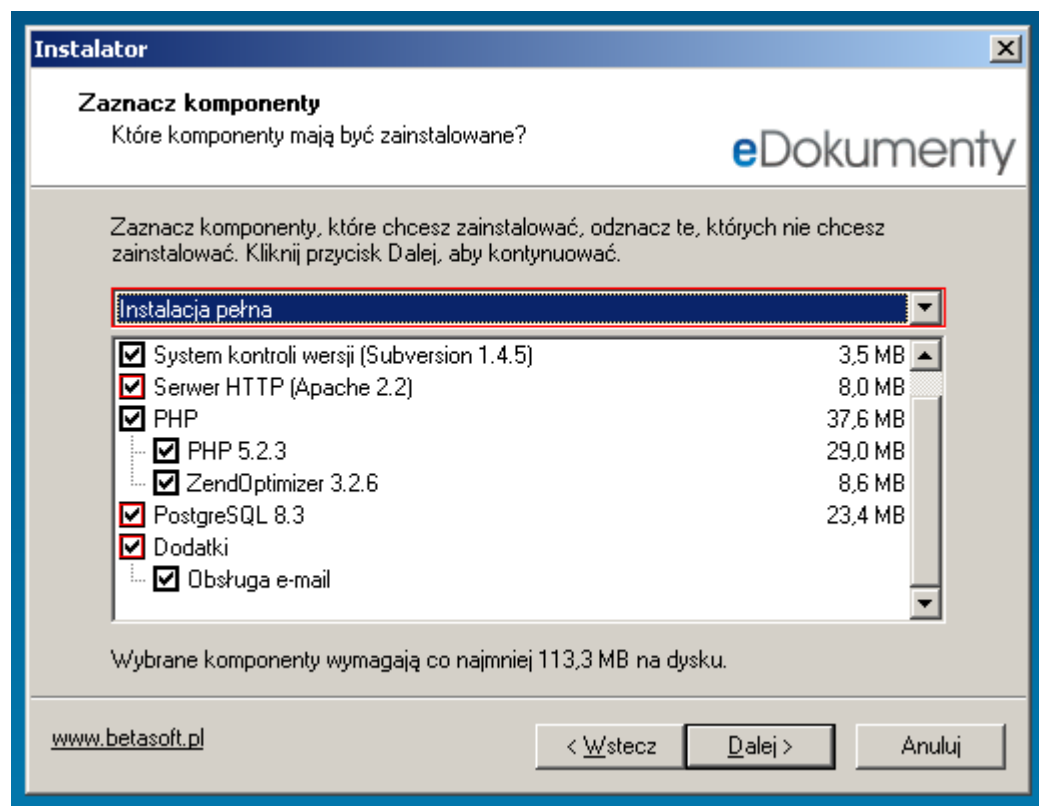 Instalator
Zaznacz komponenty
Które komponenty mają być zainstalowane?
eDokumenty
Zaznacz komponenty, które chcesz zainstalować, odznacz te, których nie chcesz
zainstalować. Kliknij przycisk Dalej, aby kontynuować.
Instalacja pełna
System kontroli wersji (Subversion 1.4.5) 3,5 MB
Serwer HTTP (Apache 2.2) 8,0 MB
PHP 37,6 MB
PHP 5.2.3 29,0 MB
ZendOptimizer 3.2.6 8,6 MB
PostgreSQL 8.3 23,4 MB
Dodatki
Obsługa e-mail
Wybrane komponenty wymagają co najmniej 113,3 MB na dysku.
www.betasoft.pl < Wstecz Dalej > Anuluj